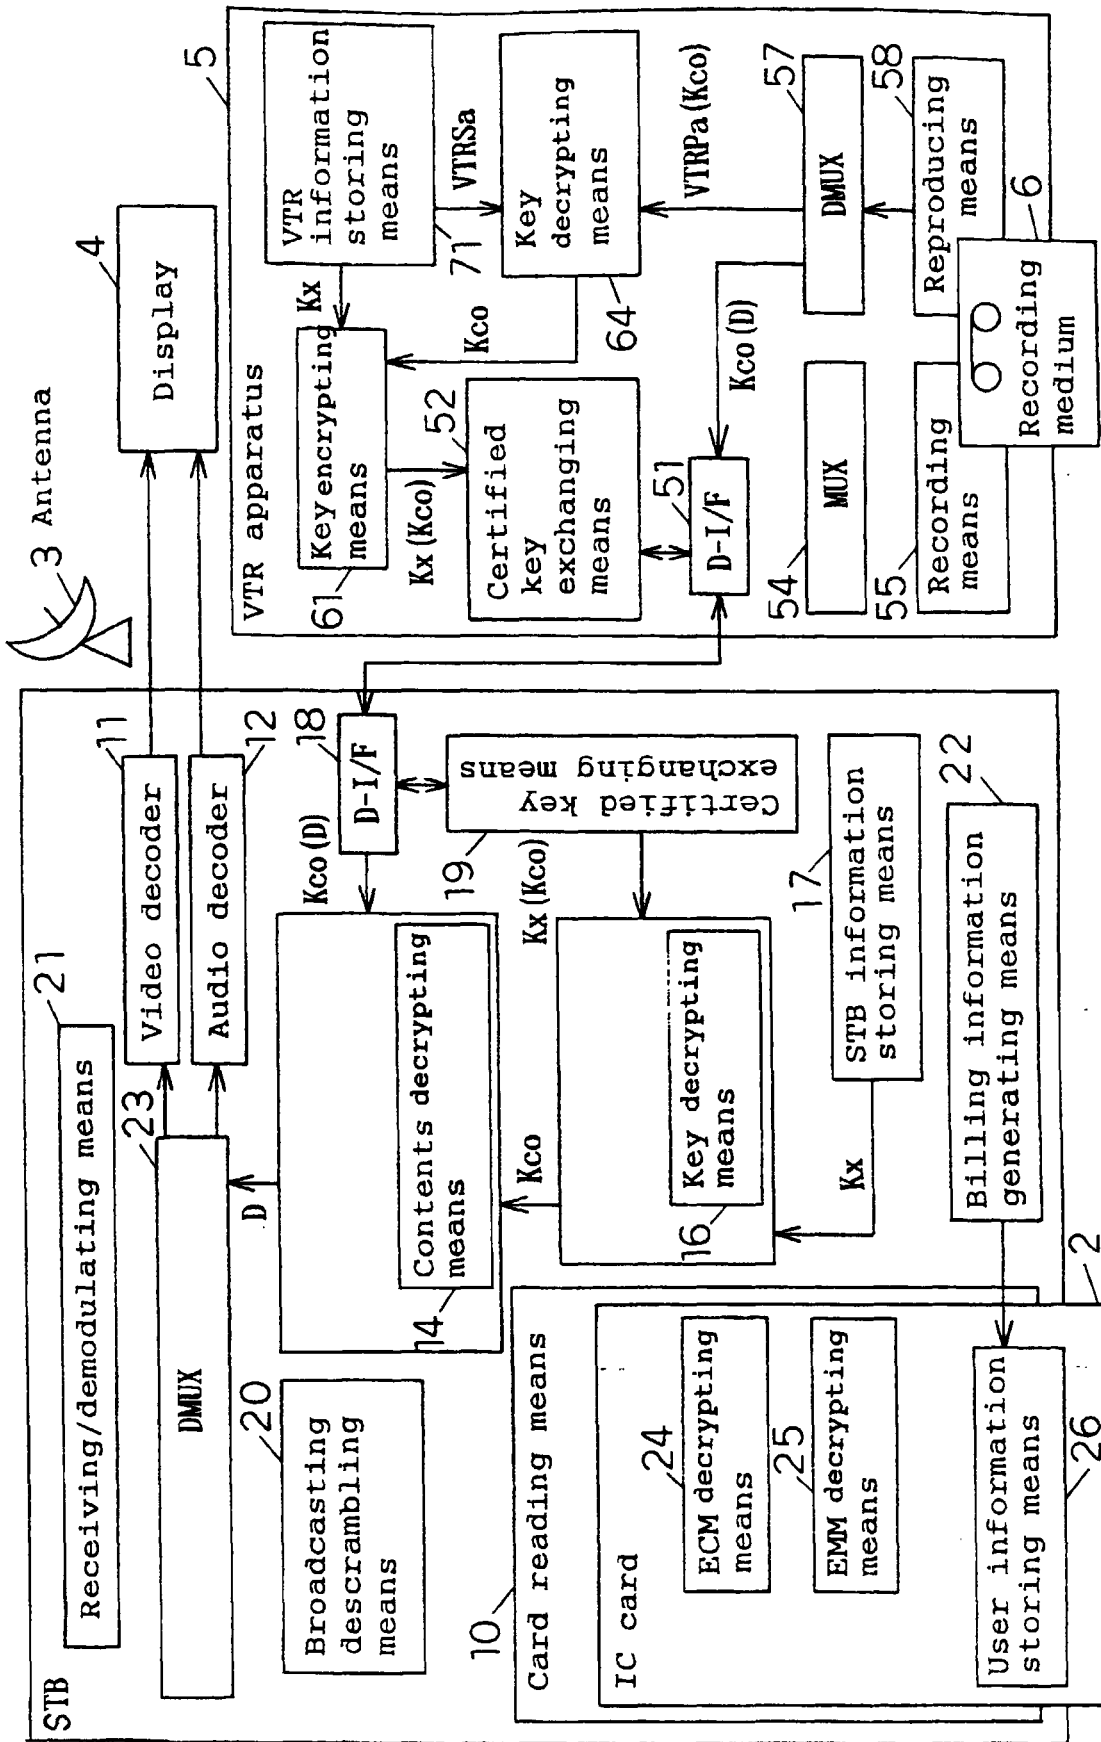 STB
21
Receiving/demodulating means
23
DMUX
11
Video decoder
12
Audio decoder
3
Antenna
4
Display
20
Broadcasting
descrambling
means
D
14
Contents decrypting
means
Kco(D)
18
D-I/F
19
Certified key
exchanging means
Kx(Kco)
Kco
16
Key decrypting
means
17
STB information
storing means
Kx
22
Billing information
generating means
10
Card reading means
2
IC card
24
ECM decrypting
means
25
EMM decrypting
means
26
User information
storing means
5
VTR apparatus
VTR
information
storing
means
71
VTRSa
Kx
61
Key encrypting
means
Kco
64
Key
decrypting
means
Kx(Kco)
52
Certified
key
exchanging
means
VTRPa(Kco)
51
D-I/F
Kco(D)
54
MUX
57
DMUX
55
Recording
means
58
Reproducing
means
6
Recording
medium